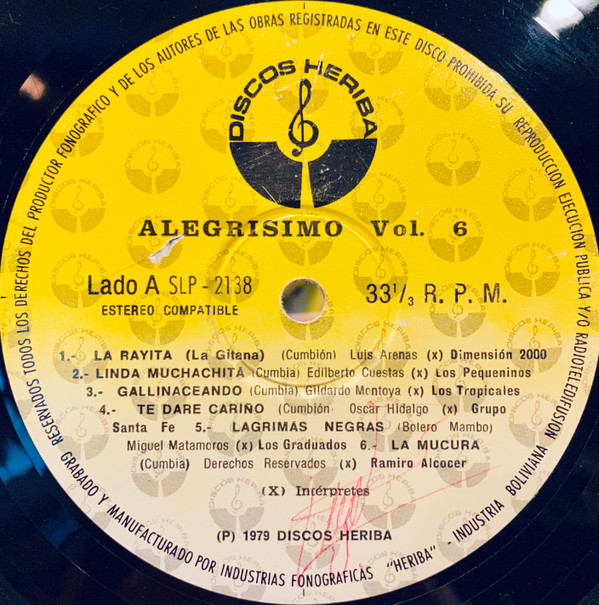 RESERVADOS TODOS LOS DERECHOS DEL PRODUCTOR FONOGRAFICO Y DE LOS AUTORES DE LAS OBRAS REGISTRADAS EN ESTE DISCO PROHIBIDA SU REPRODUCCION EJECUCION PUBLICA Y/O RADIOTELEDIFUSION
DISCOS HERIBA
ALEGRISIMO Vol. 6
Lado A SLP - 2138
33 1/3 R. P. M.
ESTEREO COMPATIBLE
1.- LA RAYITA (La Gitana) (Cumbión) Luis Arenas (x) Dimensión 2000
2.- LINDA MUCHACHITA (Cumbia) Edilberto Cuestas (x) Los Pequeninos
3.- GALLINACEANDO (Cumbia) Gildardo Montoya (x) Los Tropicales
4.- TE DARE CARIÑO (Cumbión) Oscar Hidalgo (x) Grupo
Santa Fe 5.- LAGRIMAS NEGRAS (Bolero Mambo)
Miguel Matamoros (x) Los Graduados 6.- LA MUCURA
(Cumbia) Derechos Reservados (x) Ramiro Alcocer
(X) Intérpretes
(P) 1979 DISCOS HERIBA
GRABADO Y MANUFACTURADO POR INDUSTRIAS FONOGRAFICAS "HERIBA" - INDUSTRIA BOLIVIANA